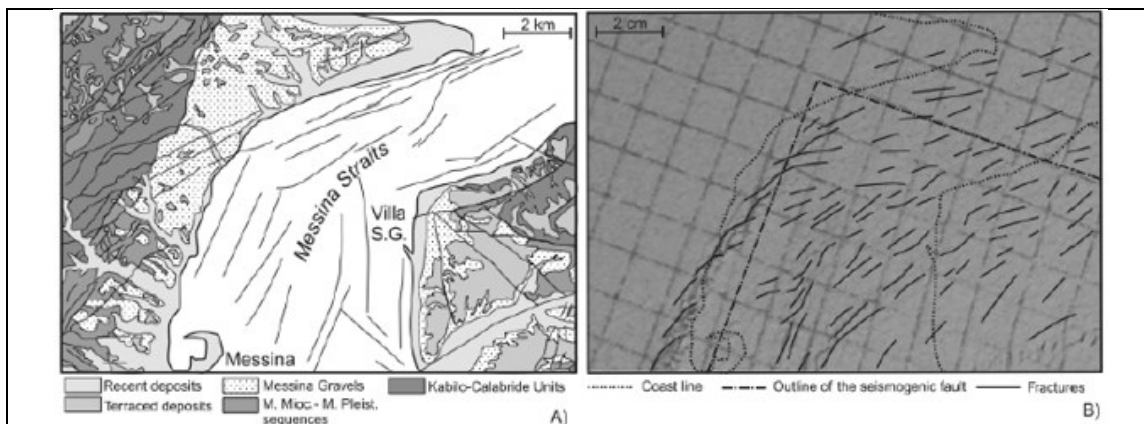 2 km
Messina Straits
Villa
S.G.
Messina
Recent deposits
Messina Gravels
Kabilo-Calabride Units
Terraced deposits
M. Mioc.- M. Pleist.
sequences
A)
2 cm
Coast line
Outline of the seismogenic fault
Fractures
B)